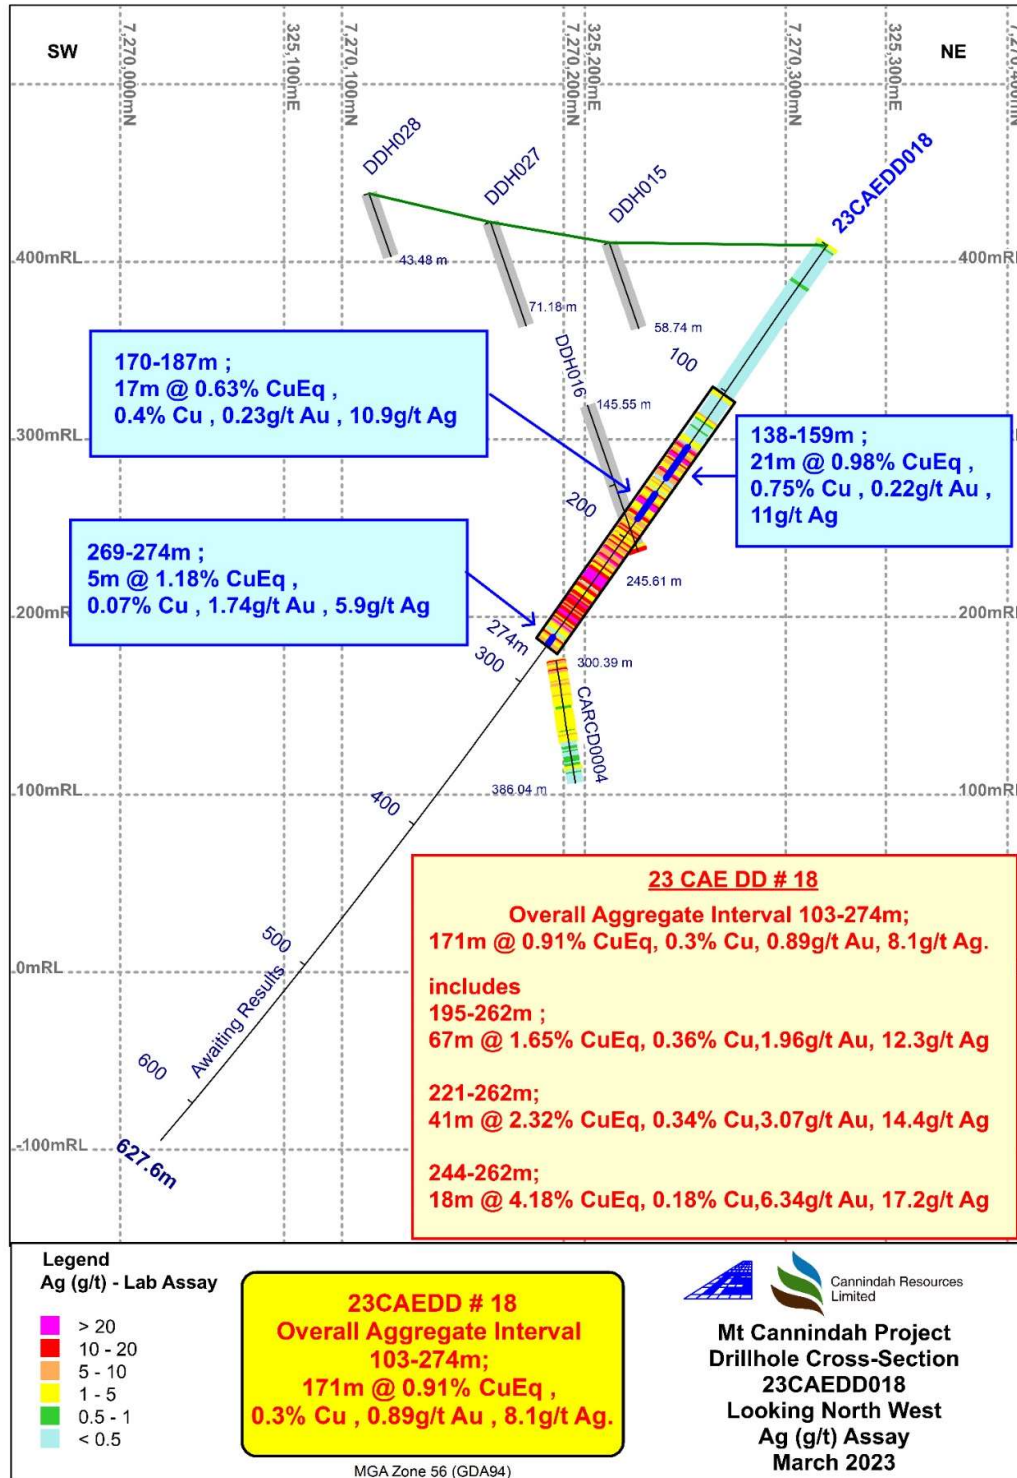 SW
NE
7,270,000mN
325,100mE
7,270,100mN
7,270,200mN
325,200mE
7,270,300mN
325,300mE
DDH028
DDH027
DDH015
23CAEDD018
400mRL
400mRL
43.48 m
71.18 m
58.74 m
DDH016
145.55 m
100
170-187m ;
17m @ 0.63% CuEq ,
0.4% Cu , 0.23g/t Au , 10.9g/t Ag
138-159m ;
21m @ 0.98% CuEq ,
0.75% Cu , 0.22g/t Au ,
11g/t Ag
200
269-274m ;
5m @ 1.18% CuEq ,
0.07% Cu , 1.74g/t Au , 5.9g/t Ag
245.61 m
274m
300
300.39 m
CARCD0004
386.04 m
100mRL
400
500
0mRL
Awaiting Results
600
-100mRL
627.6m
23 CAE DD # 18
Overall Aggregate Interval 103-274m;
171m @ 0.91% CuEq, 0.3% Cu, 0.89g/t Au, 8.1g/t Ag.
includes
195-262m ;
67m @ 1.65% CuEq, 0.36% Cu,1.96g/t Au, 12.3g/t Ag
221-262m;
41m @ 2.32% CuEq, 0.34% Cu,3.07g/t Au, 14.4g/t Ag
244-262m;
18m @ 4.18% CuEq, 0.18% Cu,6.34g/t Au, 17.2g/t Ag
Legend
Ag (g/t) - Lab Assay
> 20
10 - 20
5 - 10
1 - 5
0.5 - 1
< 0.5
23CAEDD # 18
Overall Aggregate Interval
103-274m;
171m @ 0.91% CuEq ,
0.3% Cu , 0.89g/t Au , 8.1g/t Ag.
MGA Zone 56 (GDA94)
Cannindah Resources
Limited
Mt Cannindah Project
Drillhole Cross-Section
23CAEDD018
Looking North West
Ag (g/t) Assay
March 2023